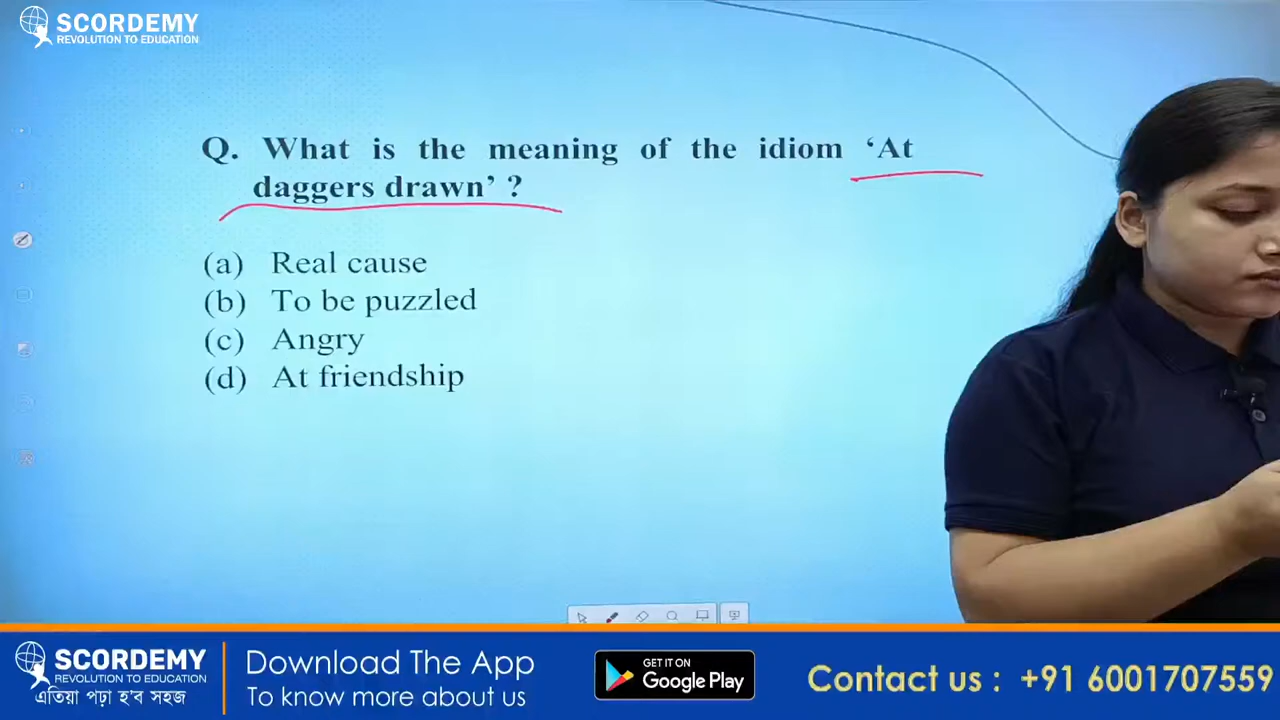 SCORDEMY
REVOLUTION TO EDUCATION
Q. What is the meaning of the idiom ‘At
daggers drawn’ ?
(a) Real cause
(b) To be puzzled
(c) Angry
(d) At friendship
SCORDEMY
REVOLUTION TO EDUCATION
এতিয়া পঢ়া হ'ব সহজ
Download The App
To know more about us
GET IT ON
Google Play
Contact us : +91 6001707559